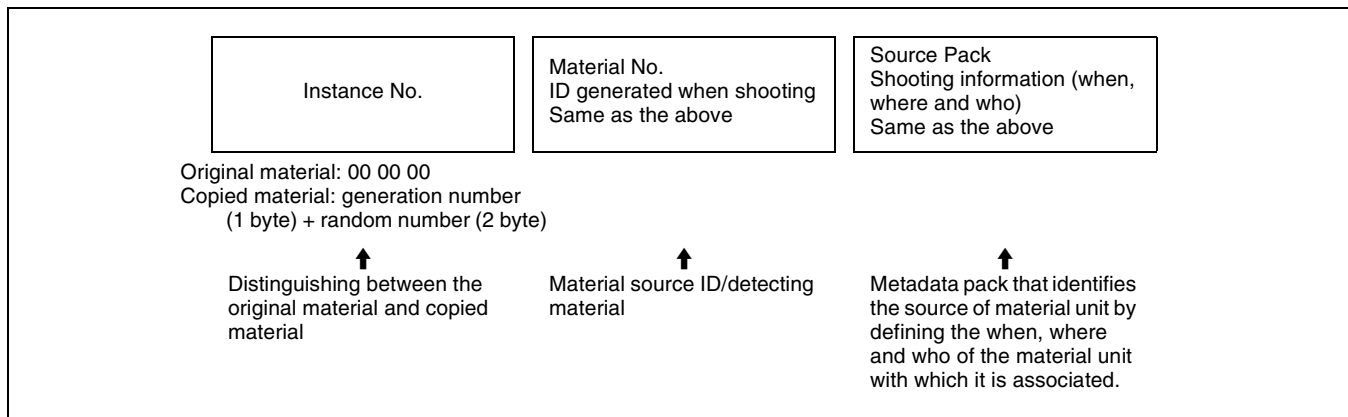 Instance No.
Material No.
ID generated when shooting
Same as the above
Source Pack
Shooting information (when,
where and who)
Same as the above
Original material: 00 00 00
Copied material: generation number
(1 byte) + random number (2 byte)
Distinguishing between the
original material and copied
material
Material source ID/detecting
material
Metadata pack that identifies
the source of material unit by
defining the when, where
and who of the material unit
with which it is associated.